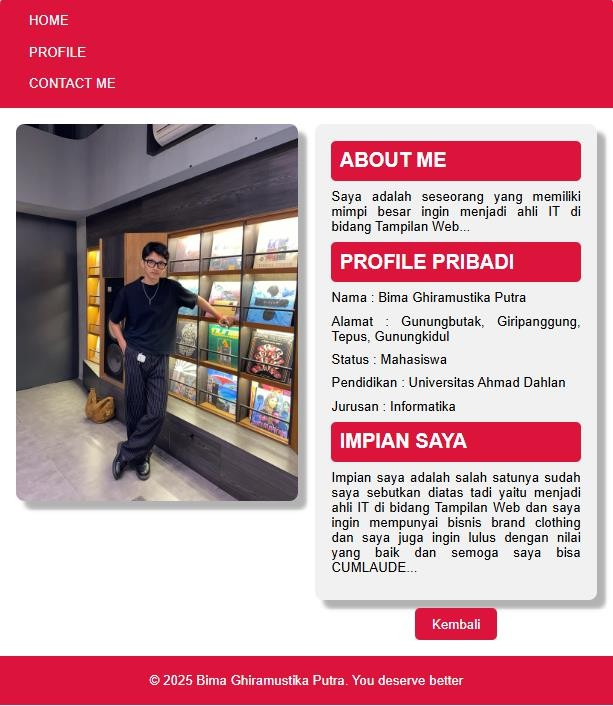 HOME
PROFILE
CONTACT ME
ABOUT ME
Saya adalah seseorang yang memiliki
mimpi besar ingin menjadi ahli IT di
bidang Tampilan Web...
PROFILE PRIBADI
Nama : Bima Ghiramustika Putra
Alamat : Gunungbutak, Giripanggung,
Tepus, Gunungkidul
Status : Mahasiswa
Pendidikan : Universitas Ahmad Dahlan
Jurusan : Informatika
IMPIAN SAYA
Impian saya adalah salah satunya sudah
saya sebutkan diatas tadi yaitu menjadi
ahli IT di bidang Tampilan Web dan saya
ingin mempunyai bisnis brand clothing
dan saya juga ingin lulus dengan nilai
yang baik dan semoga saya bisa
CUMLAUDE...
Kembali
© 2025 Bima Ghiramustika Putra. You deserve better